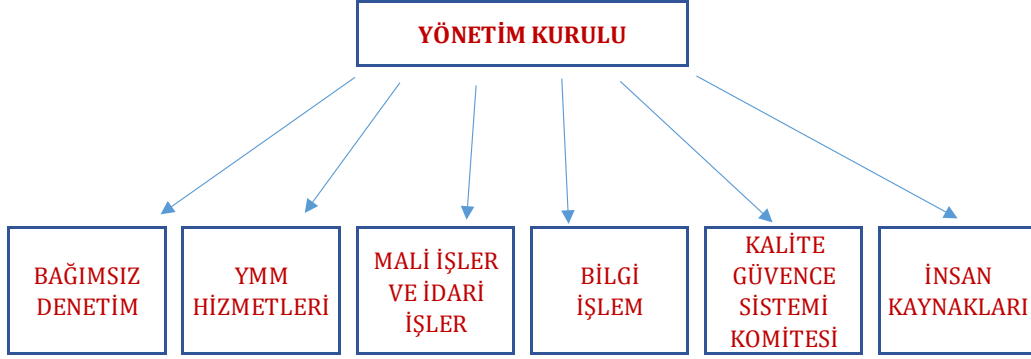 YÖNETİM KURULU
BAĞIMSIZ
DENETİM
YMM
HİZMETLERİ
MALİ İŞLER
VE İDARİ
İŞLER
BİLGİ
İŞLEM
KALİTE
GÜVENCE
SİSTEMİ
KOMİTESİ
İNSAN
KAYNAKLARI